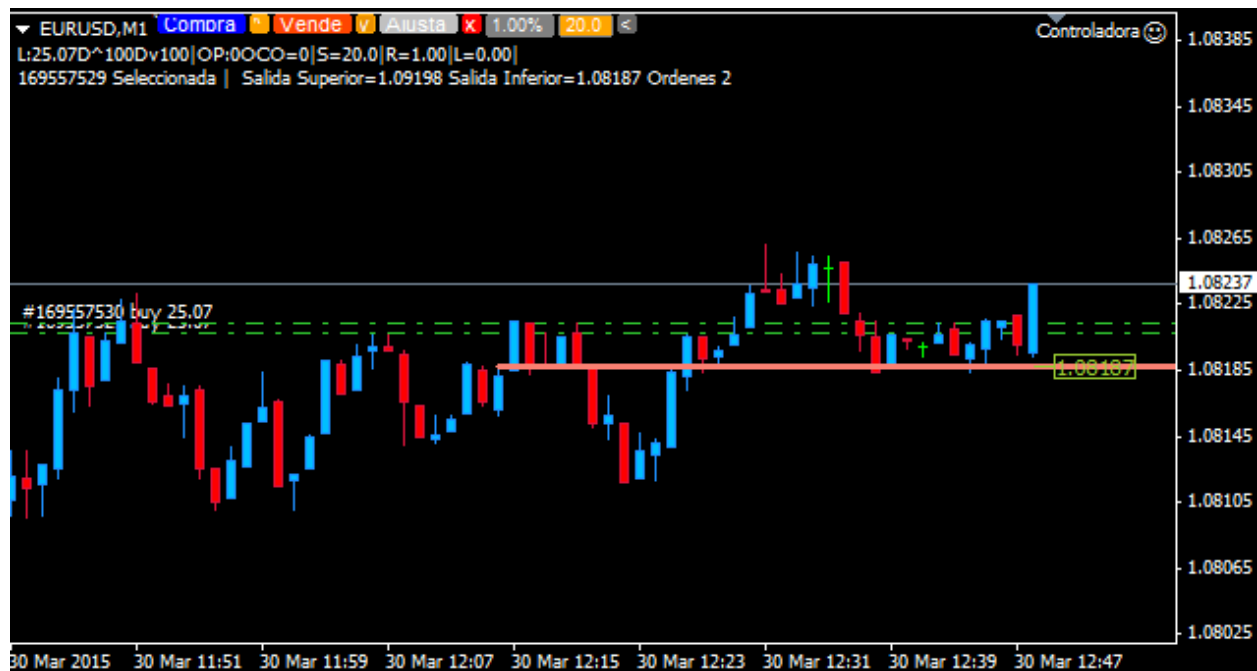 EURUSD,M1 Compra ^ Vende v Ajusta x 1.00% 20.0 <
Controladora
L:25.07D^100Dv100|OP:0OCO=0|S=20.0|R=1.00|L=0.00|
169557529 Seleccionada | Salida Superior=1.09198 Salida Inferior=1.08187 Ordenes 2
1.08385
1.08345
1.08305
1.08265
1.08237
1.08225
#169557530 buy 25.07
1.08187
1.08185
1.08145
1.08105
1.08065
1.08025
30 Mar 2015 30 Mar 11:51 30 Mar 11:59 30 Mar 12:07 30 Mar 12:15 30 Mar 12:23 30 Mar 12:31 30 Mar 12:39 30 Mar 12:47